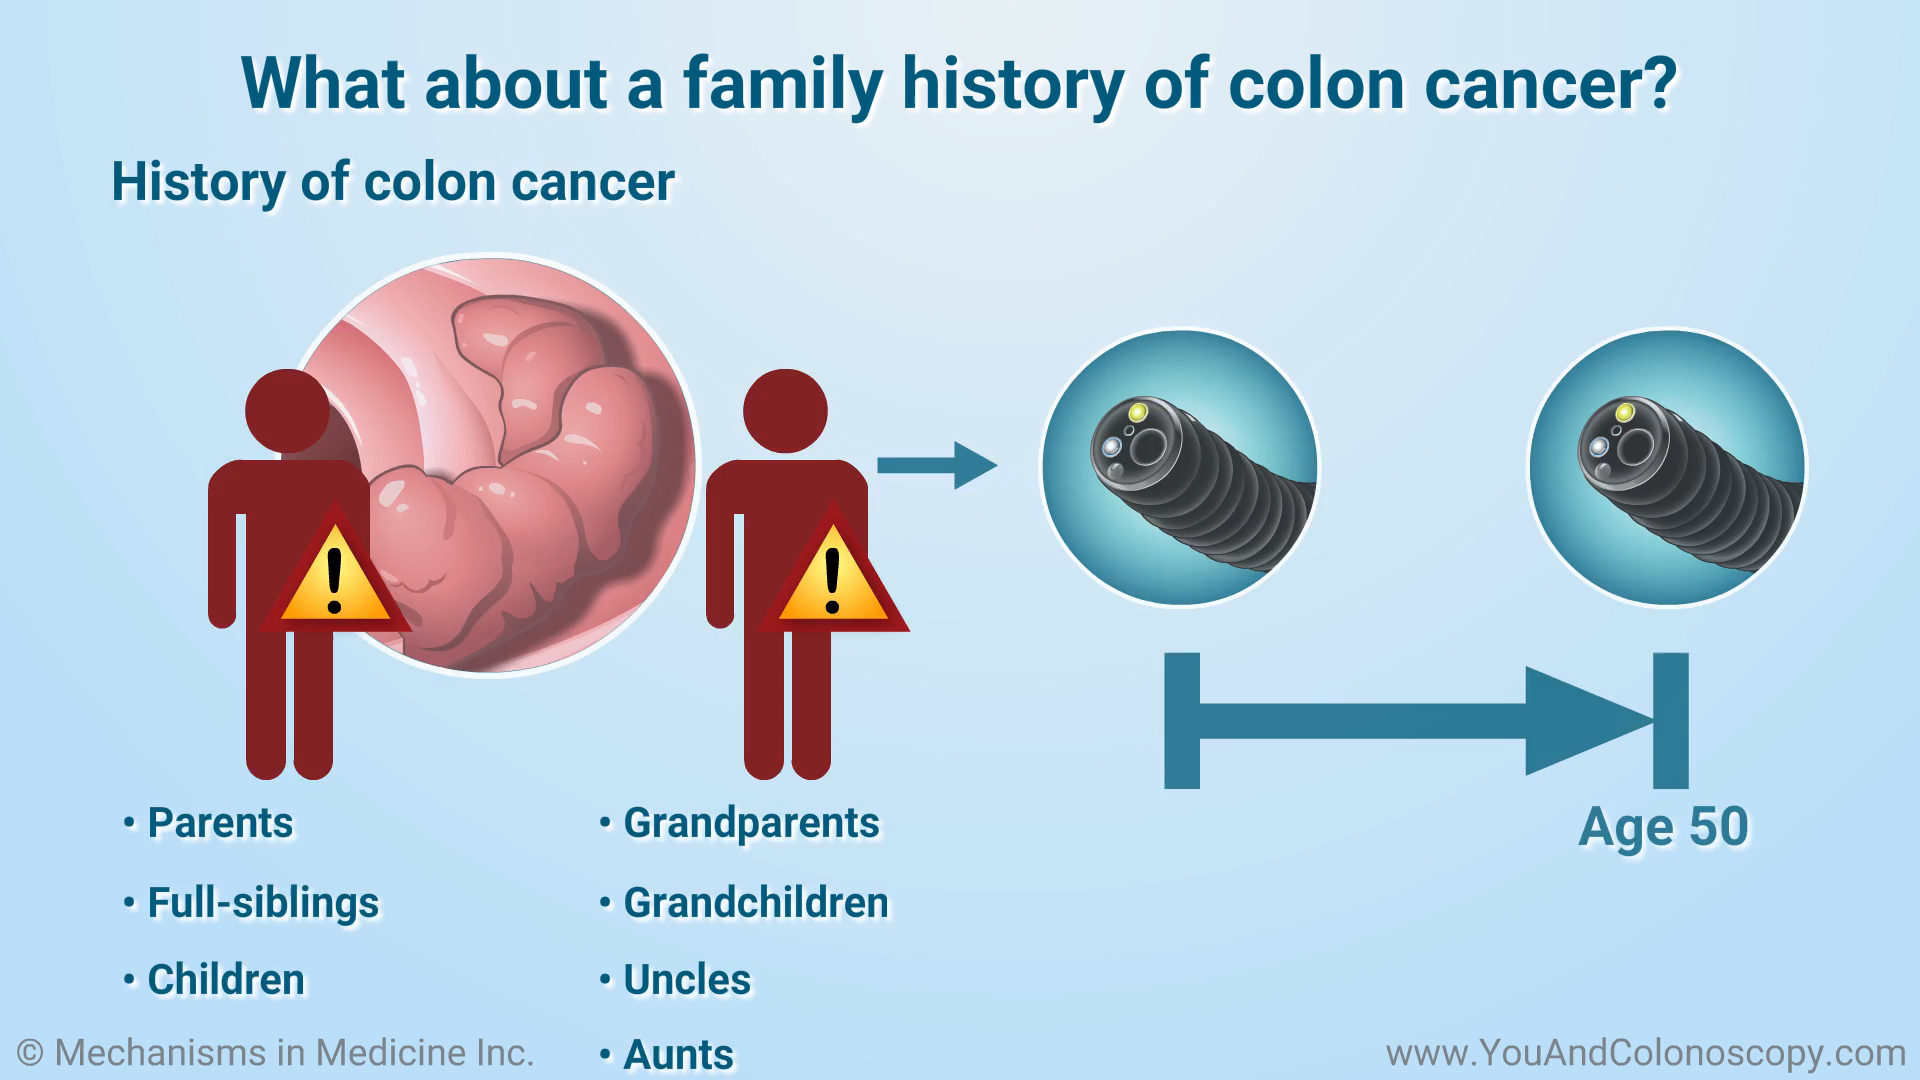 What about a family history of colon cancer?
History of colon cancer
• Parents
• Full-siblings
• Children
• Grandparents
• Grandchildren
• Uncles
• Aunts
Age 50
© Mechanisms in Medicine Inc.
www.YouAndColonoscopy.com